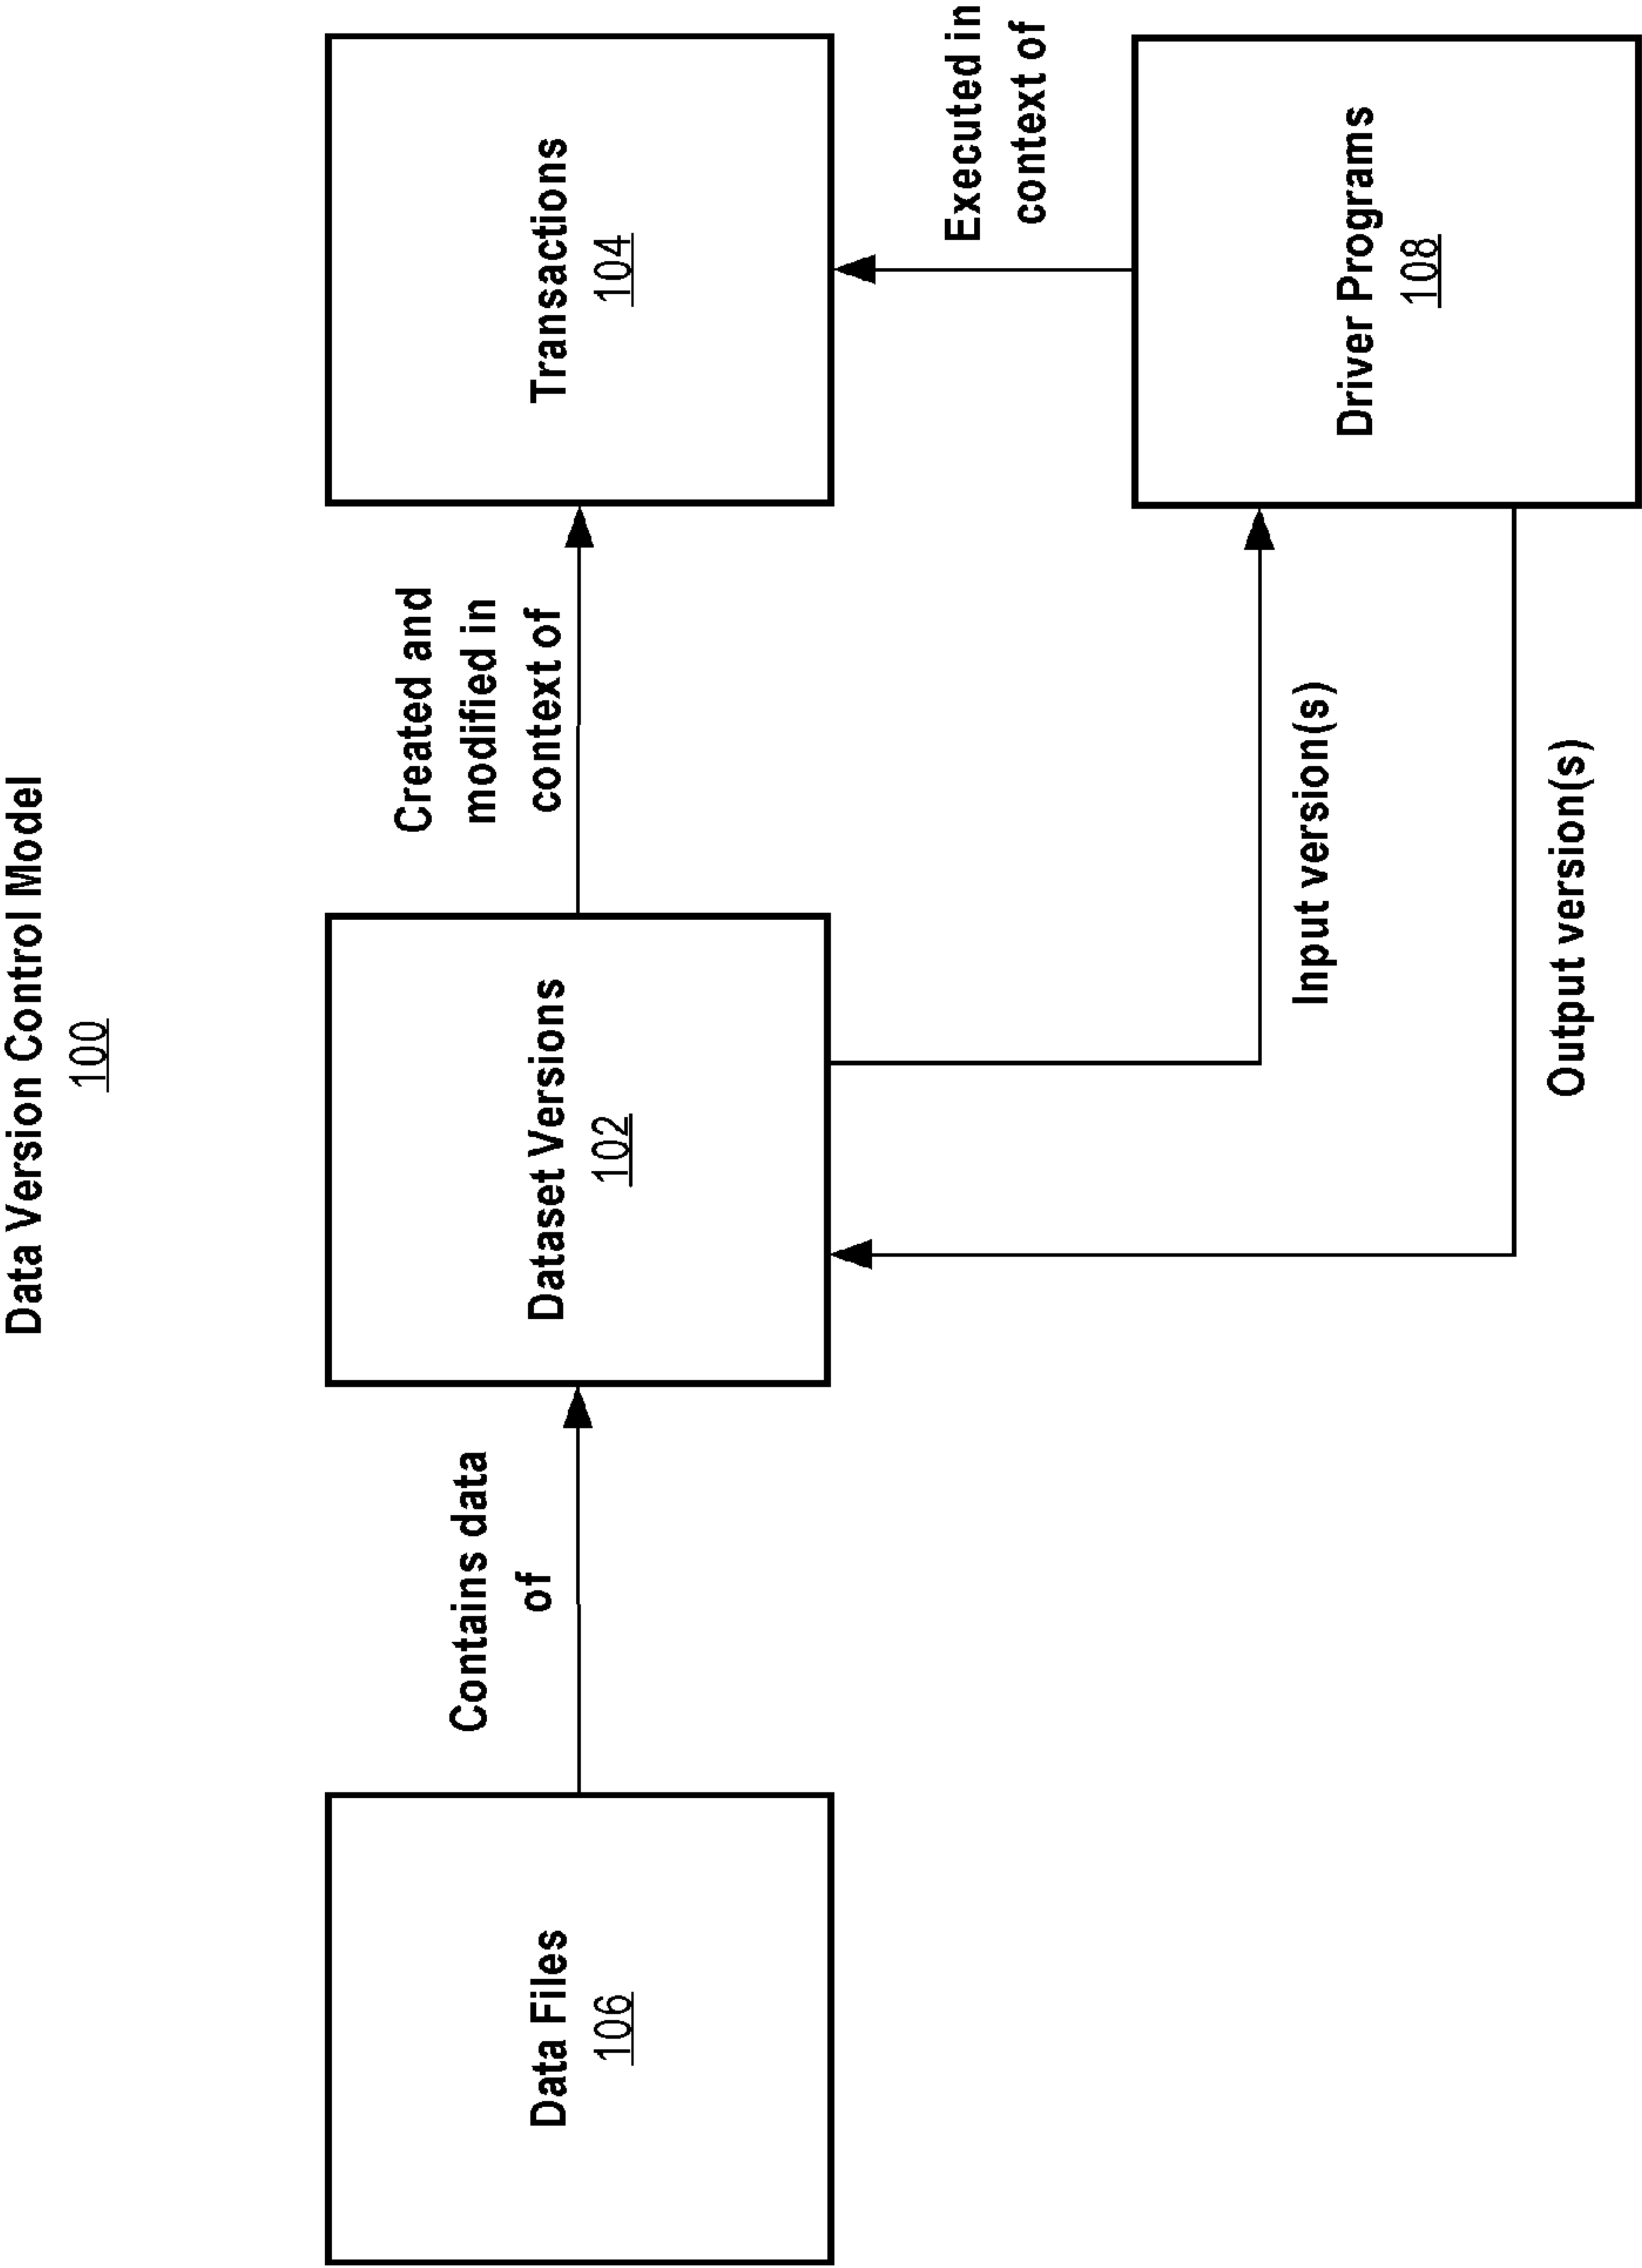 Data Version Control Model
100
Data Files
106
Contains data
of
Dataset Versions
102
Created and
modified in
context of
Transactions
104
Executed in
context of
Input version(s)
Output version(s)
Driver Programs
108